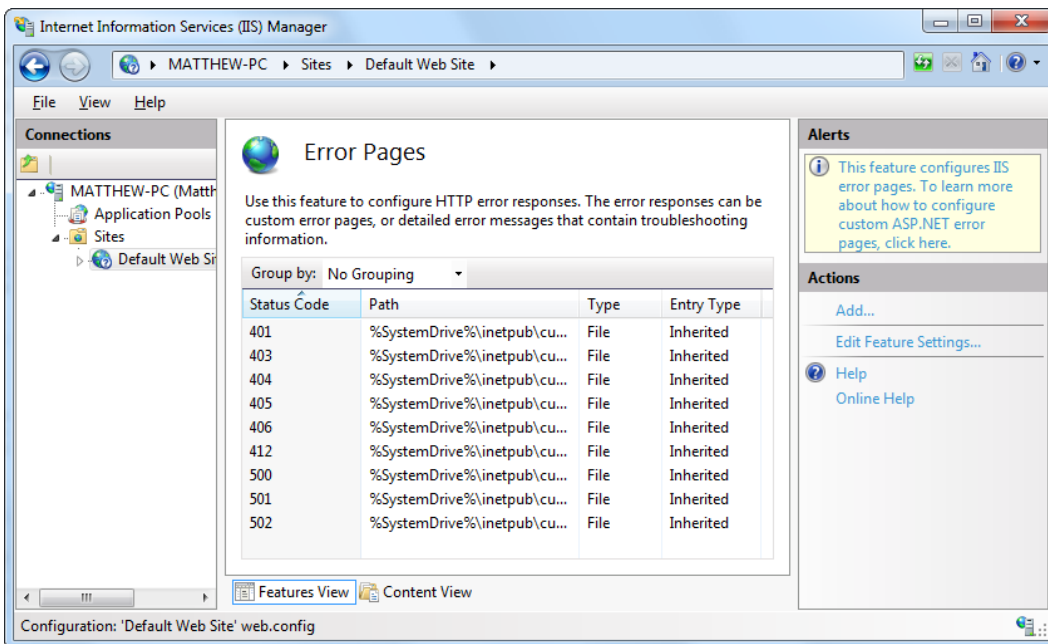 Internet Information Services (IIS) Manager
MATTHEW-PC Sites Default Web Site
File View Help
Connections
MATTHEW-PC (Matth
Application Pools
Sites
Default Web Si
Error Pages
Use this feature to configure HTTP error responses. The error responses can be
custom error pages, or detailed error messages that contain troubleshooting
information.
Group by: No Grouping
Status Code Path Type Entry Type
401 %SystemDrive%\inetpub\cu... File Inherited
403 %SystemDrive%\inetpub\cu... File Inherited
404 %SystemDrive%\inetpub\cu... File Inherited
405 %SystemDrive%\inetpub\cu... File Inherited
406 %SystemDrive%\inetpub\cu... File Inherited
412 %SystemDrive%\inetpub\cu... File Inherited
500 %SystemDrive%\inetpub\cu... File Inherited
501 %SystemDrive%\inetpub\cu... File Inherited
502 %SystemDrive%\inetpub\cu... File Inherited
Features View Content View
Alerts
This feature configures IIS
error pages. To learn more
about how to configure
custom ASP.NET error
pages, click here.
Actions
Add...
Edit Feature Settings...
Help
Online Help
Configuration: 'Default Web Site' web.config